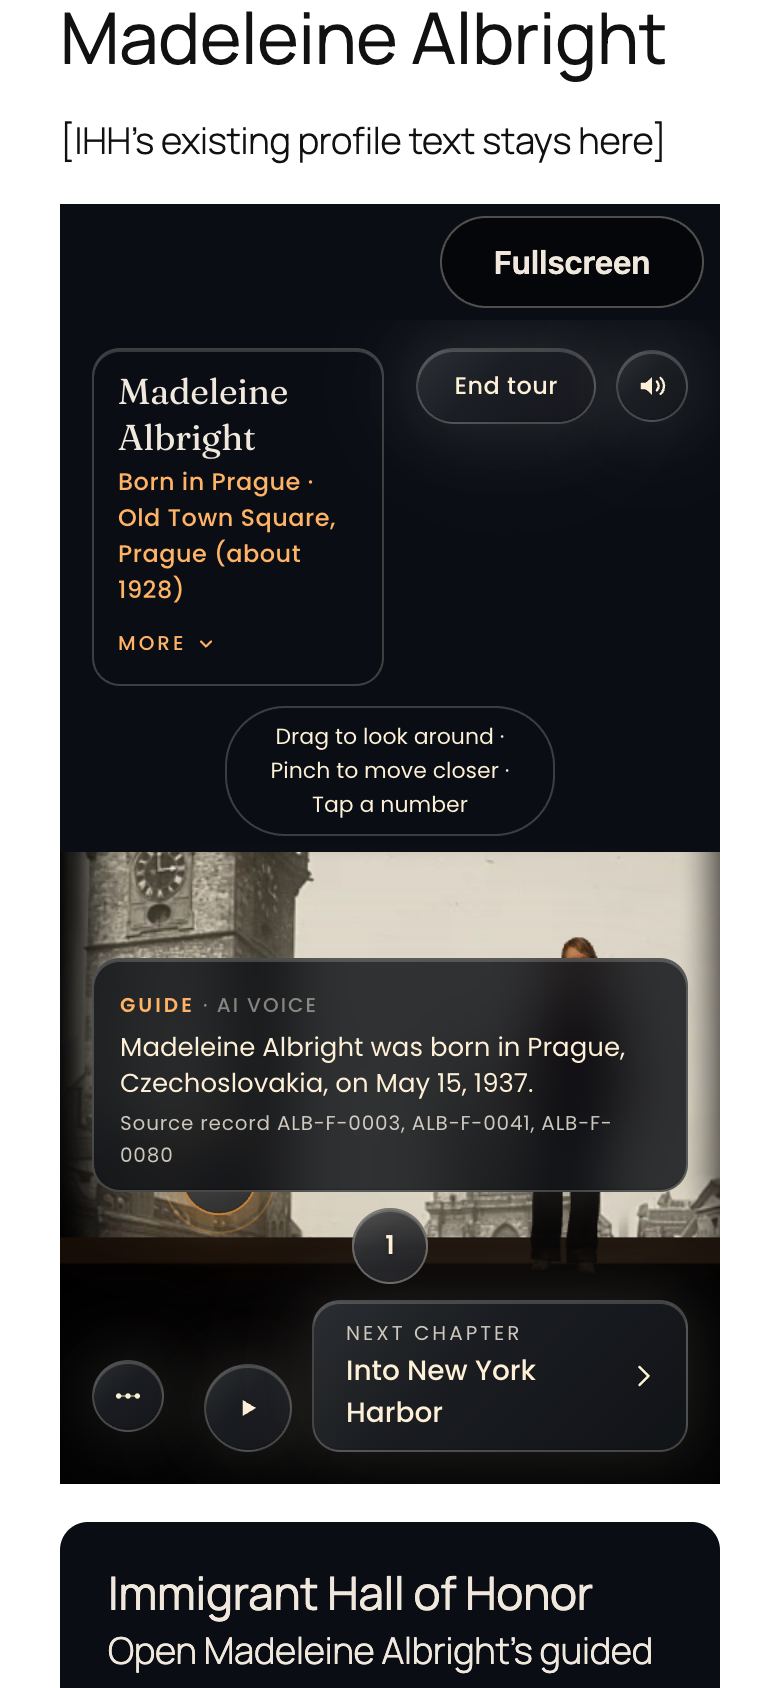 Madeleine Albright
[IHH's existing profile text stays here]
Fullscreen
Madeleine
Albright
Born in Prague ·
Old Town Square,
Prague (about
1928)
MORE
End tour
Drag to look around ·
Pinch to move closer ·
Tap a number
GUIDE · AI VOICE
Madeleine Albright was born in Prague,
Czechoslovakia, on May 15, 1937.
Source record ALB-F-0003, ALB-F-0041, ALB-F-
0080
1
NEXT CHAPTER
Into New York
Harbor
Immigrant Hall of Honor
Open Madeleine Albright's guided